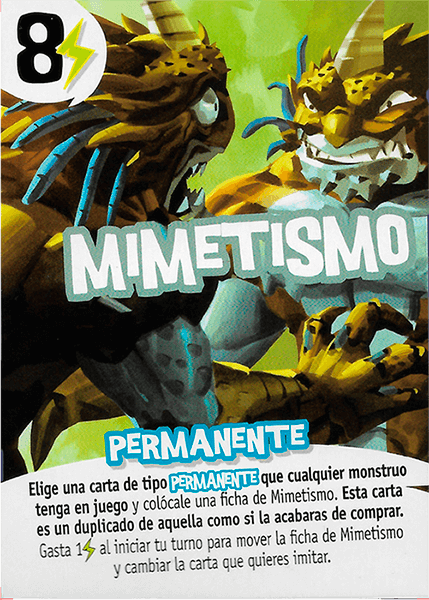 8
MIMETISMO
PERMANENTE
Elige una carta de tipo PERMANENTE que cualquier monstruo
tenga en juego y colócale una ficha de Mimetismo. Esta carta
es un duplicado de aquella como si la acabaras de comprar.
Gasta 1 al iniciar tu turno para mover la ficha de Mimetismo
y cambiar la carta que quieres imitar.